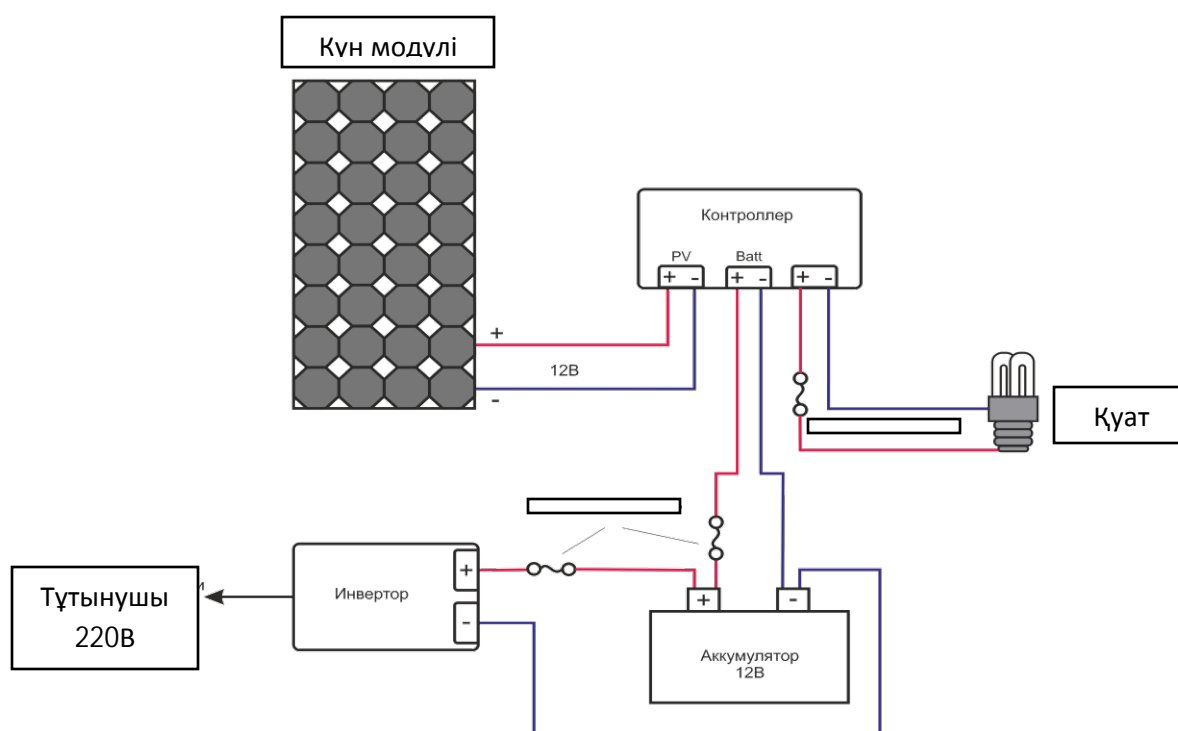 Күн модулі
Контроллер
PV
Batt
+ -
+ -
+ -
+
12В
-
Қуат
Инвертор
+
-
Тұтынушы
220В
+
-
Аккумулятор
12В